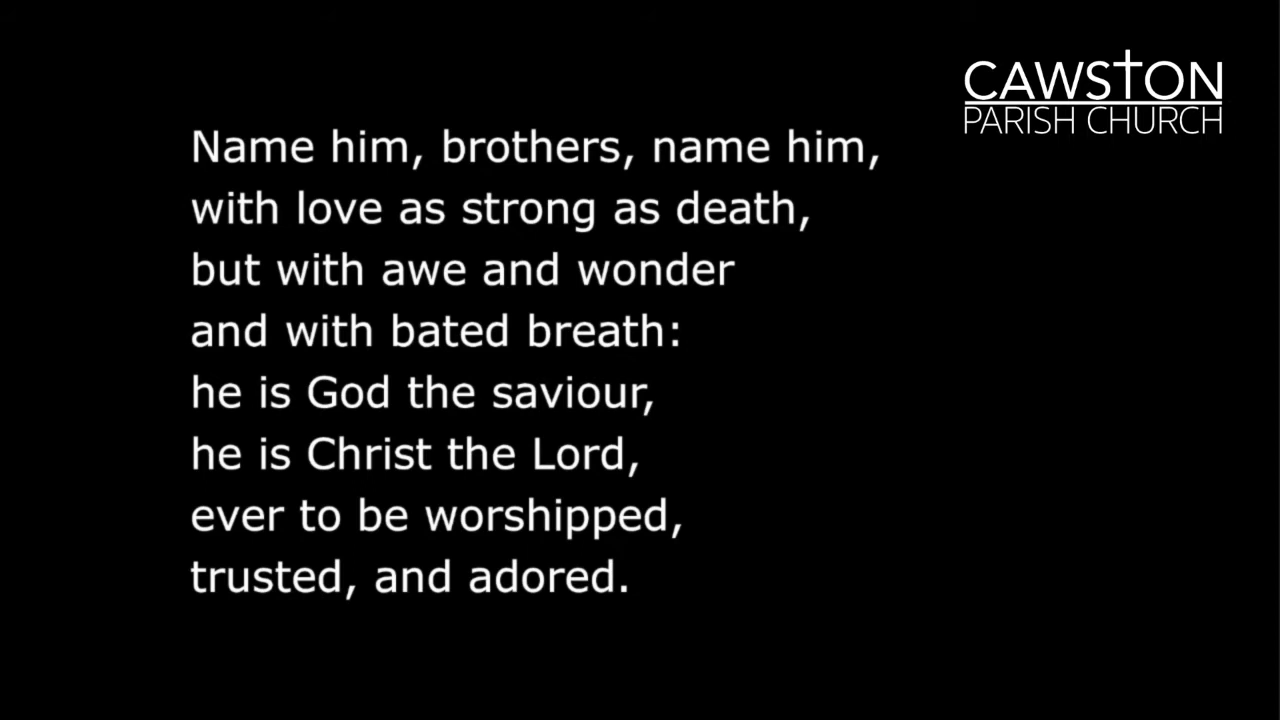 CAWSTON
PARISH CHURCH
Name him, brothers, name him,
with love as strong as death,
but with awe and wonder
and with bated breath:
he is God the saviour,
he is Christ the Lord,
ever to be worshipped,
trusted, and adored.